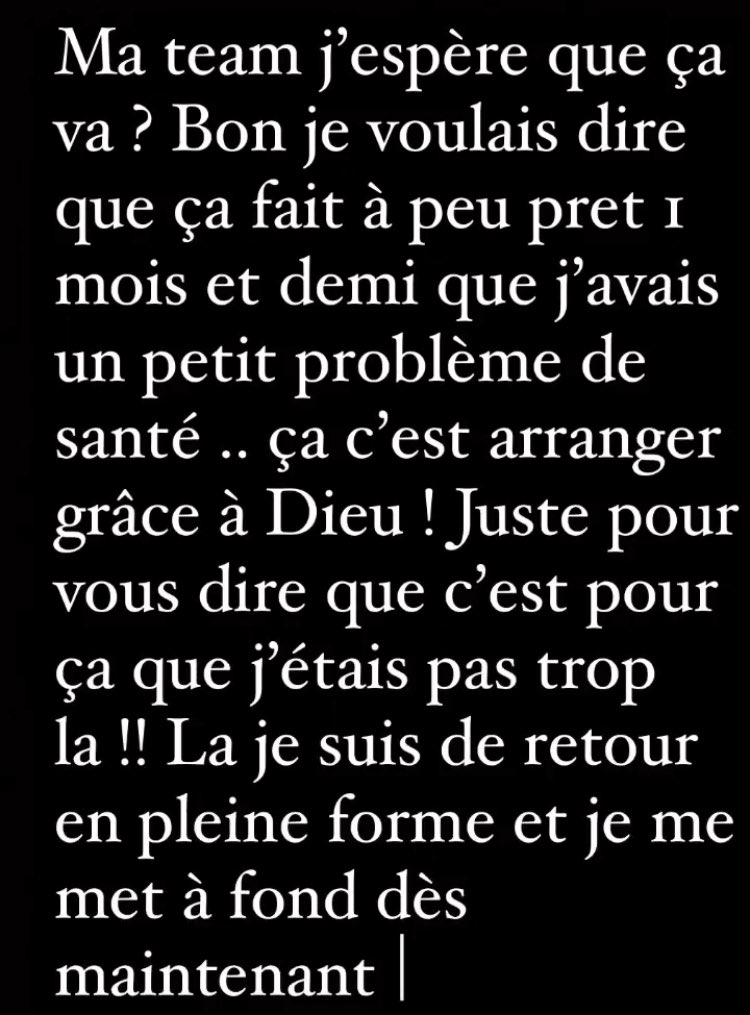 Ma team j’espère que ça
va ? Bon je voulais dire
que ça fait à peu pret 1
mois et demi que j’avais
un petit problème de
santé .. ça c’est arranger
grâce à Dieu ! Juste pour
vous dire que c’est pour
ça que j’étais pas trop
la !! La je suis de retour
en pleine forme et je me
met à fond dès
maintenant